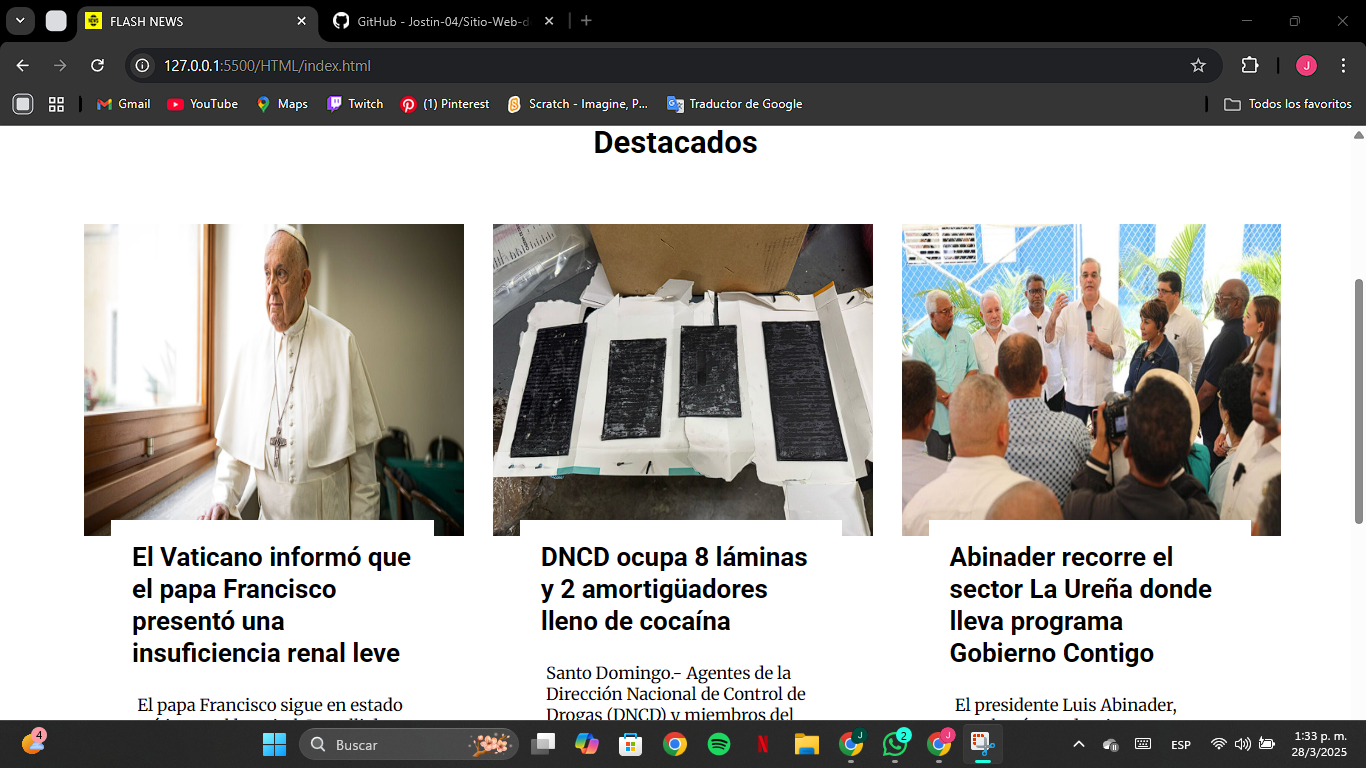 FLASH NEWS
GitHub - Jostin-04/Sitio-Web-d
127.0.0.1:5500/HTML/index.html
J
Gmail
YouTube
Maps
Twitch
(1) Pinterest
Scratch - Imagine, P...
Traductor de Google
Todos los favoritos
Destacados
El Vaticano informó que
el papa Francisco
presentó una
insuficiencia renal leve
El papa Francisco sigue en estado
DNCD ocupa 8 láminas
y 2 amortigüadores
lleno de cocaína
Santo Domingo.- Agentes de la
Dirección Nacional de Control de
Drogas (DNCD) y miembros del
Abinader recorre el
sector La Ureña donde
lleva programa
Gobierno Contigo
El presidente Luis Abinader,
4
Buscar
J
2
J
ESP
1:33 p. m.
28/3/2025